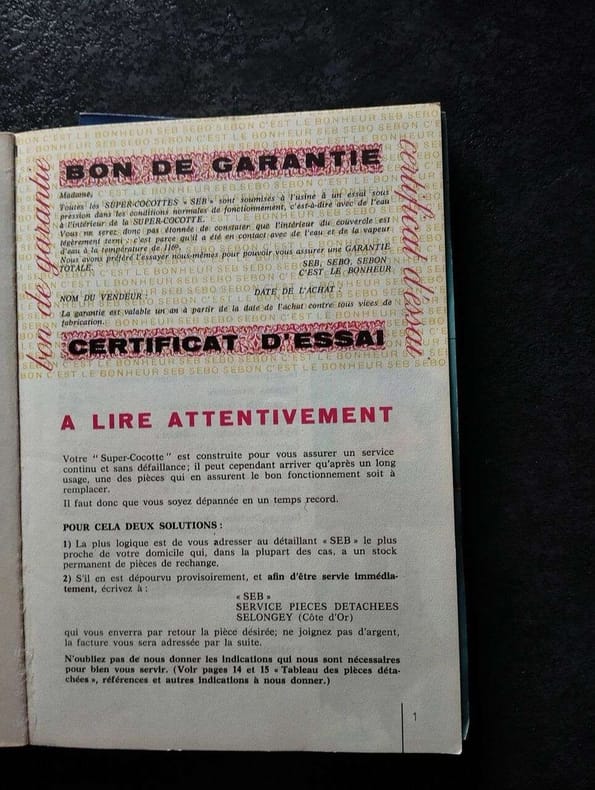 BON DE GARANTIE
Madame,
Toutes les SUPER-COCOTTES « SEB » sont soumises à l'usine à un essai sous
pression dans les conditions normales de fonctionnement, c'est-à-dire avec de l'eau
à l'intérieur de la SUPER-COCOTTE.
Vous ne serez donc pas étonnée de constater que l'intérieur du couvercle est
légèrement terni : c'est parce qu'il a été en contact avec de l'eau et de la vapeur
d'eau à la température de 116º.
Nous avons préféré l'essayer nous-mêmes pour pouvoir vous assurer une GARANTIE
TOTALE.
SEB, SEBO, SEBON
C'EST LE BONHEUR
NOM DU VENDEUR :
DATE DE L'ACHAT :
La garantie est valable un an à partir de la date de l'achat contre tous vices de
fabrication.
CERTIFICAT D'ESSAI
bon de garantie
certificat d'essai
A LIRE ATTENTIVEMENT
Votre “ Super-Cocotte ” est construite pour vous assurer un service
continu et sans défaillance ; il peut cependant arriver qu'après un long
usage, une des pièces qui en assurent le bon fonctionnement soit à
remplacer.
Il faut donc que vous soyez dépannée en un temps record.
POUR CELA DEUX SOLUTIONS :
1) La plus logique est de vous adresser au détaillant « SEB » le plus
proche de votre domicile qui, dans la plupart des cas, a un stock
permanent de pièces de rechange.
2) S'il en est dépourvu provisoirement, et afin d'être servie immédia-
tement, écrivez à :
« SEB »
SERVICE PIECES DETACHEES
SELONGEY (Côte d'Or)
qui vous enverra par retour la pièce désirée ; ne joignez pas d'argent,
la facture vous sera adressée par la suite.
N'oubliez pas de nous donner les indications qui nous sont nécessaires
pour bien vous servir. (Voir pages 14 et 15 « Tableau des pièces déta-
chées », références et autres indications à nous donner.)
1